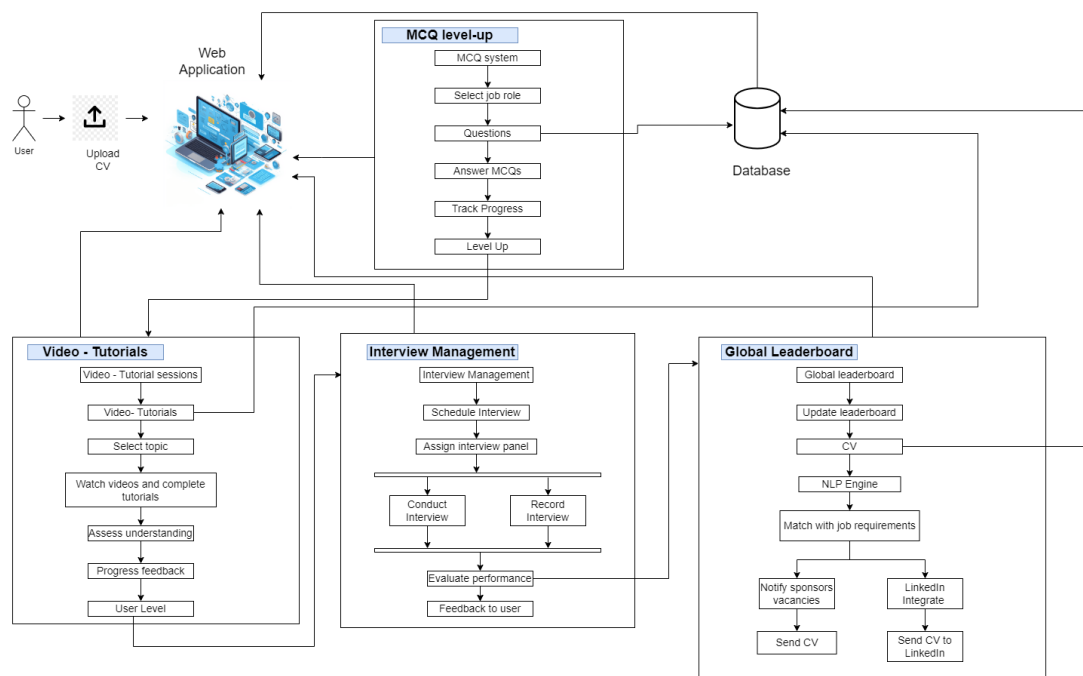 MCQ level-up
MCQ system
Select job role
Questions
Answer MCQs
Track Progress
Level Up
Web
Application
User
Upload
CV
Database
Video - Tutorials
Video - Tutorial sessions
Video- Tutorials
Select topic
Watch videos and complete
tutorials
Assess understanding
Progress feedback
User Level
Interview Management
Interview Management
Schedule Interview
Assign interview panel
Conduct
Interview
Record
Interview
Evaluate performance
Feedback to user
Global Leaderboard
Global leaderboard
Update leaderboard
CV
NLP Engine
Match with job requirements
Notify sponsors
vacancies
LinkedIn
Integrate
Send CV
Send CV to
LinkedIn